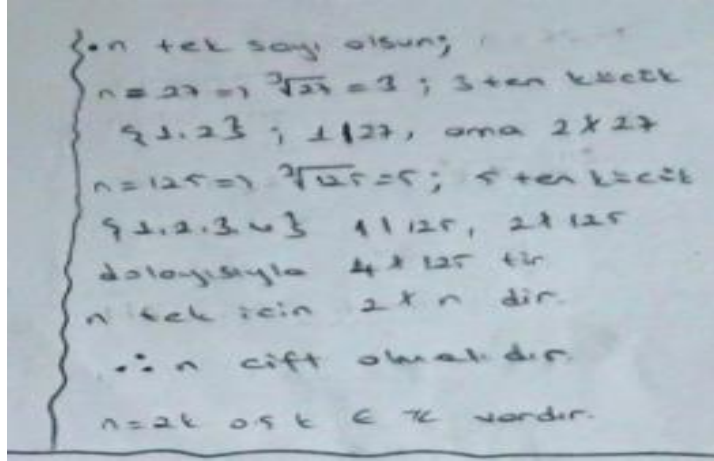 • n tek sayı olsun;
n = 27 => ∛27 = 3 ; 3 ten küçük
{1,2} ; 1|27, ama 2∤27
n = 125 => ∛125 = 5; 5 ten küçük
{1,2,3,4} 1|125, 2∤125
dolayısıyla 4∤125 tir
n tek için 2∤n dir.
∴ n çift olmalıdır.
n=2k ö.ş k ∈ ℤ vardır.